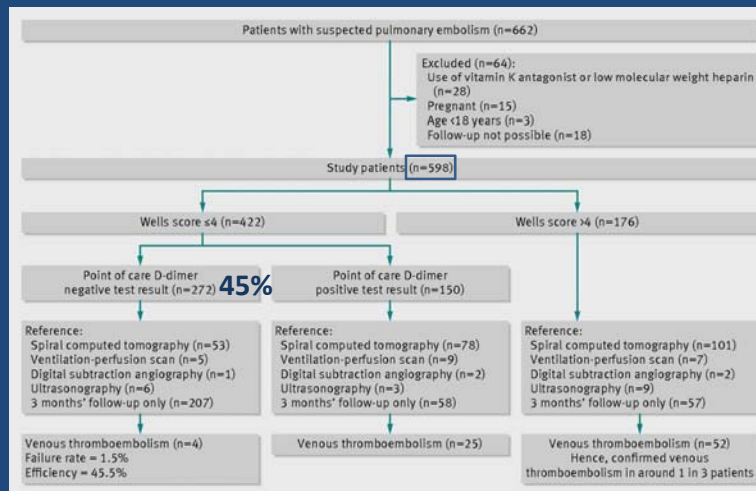 Patients with suspected pulmonary embolism (n=662)
Excluded (n=64):
Use of vitamin K antagonist or low molecular weight heparin
(n=28)
Pregnant (n=15)
Age <18 years (n=3)
Follow-up not possible (n=18)
Study patients (n=598)
Wells score ≤4 (n=422)
Wells score >4 (n=176)
Point of care D-dimer
negative test result (n=272)
45%
Point of care D-dimer
positive test result (n=150)
Reference:
Spiral computed tomography (n=53)
Ventilation-perfusion scan (n=5)
Digital subtraction angiography (n=1)
Ultrasonography (n=6)
3 months' follow-up only (n=207)
Reference:
Spiral computed tomography (n=78)
Ventilation-perfusion scan (n=9)
Digital subtraction angiography (n=2)
Ultrasonography (n=3)
3 months' follow-up only (n=58)
Reference:
Spiral computed tomography (n=101)
Ventilation-perfusion scan (n=7)
Digital subtraction angiography (n=2)
Ultrasonography (n=9)
3 months' follow-up only (n=57)
Venous thromboembolism (n=4)
Failure rate = 1.5%
Efficiency = 45.5%
Venous thromboembolism (n=25)
Venous thromboembolism (n=52)
Hence, confirmed venous
thromboembolism in around 1 in 3 patients